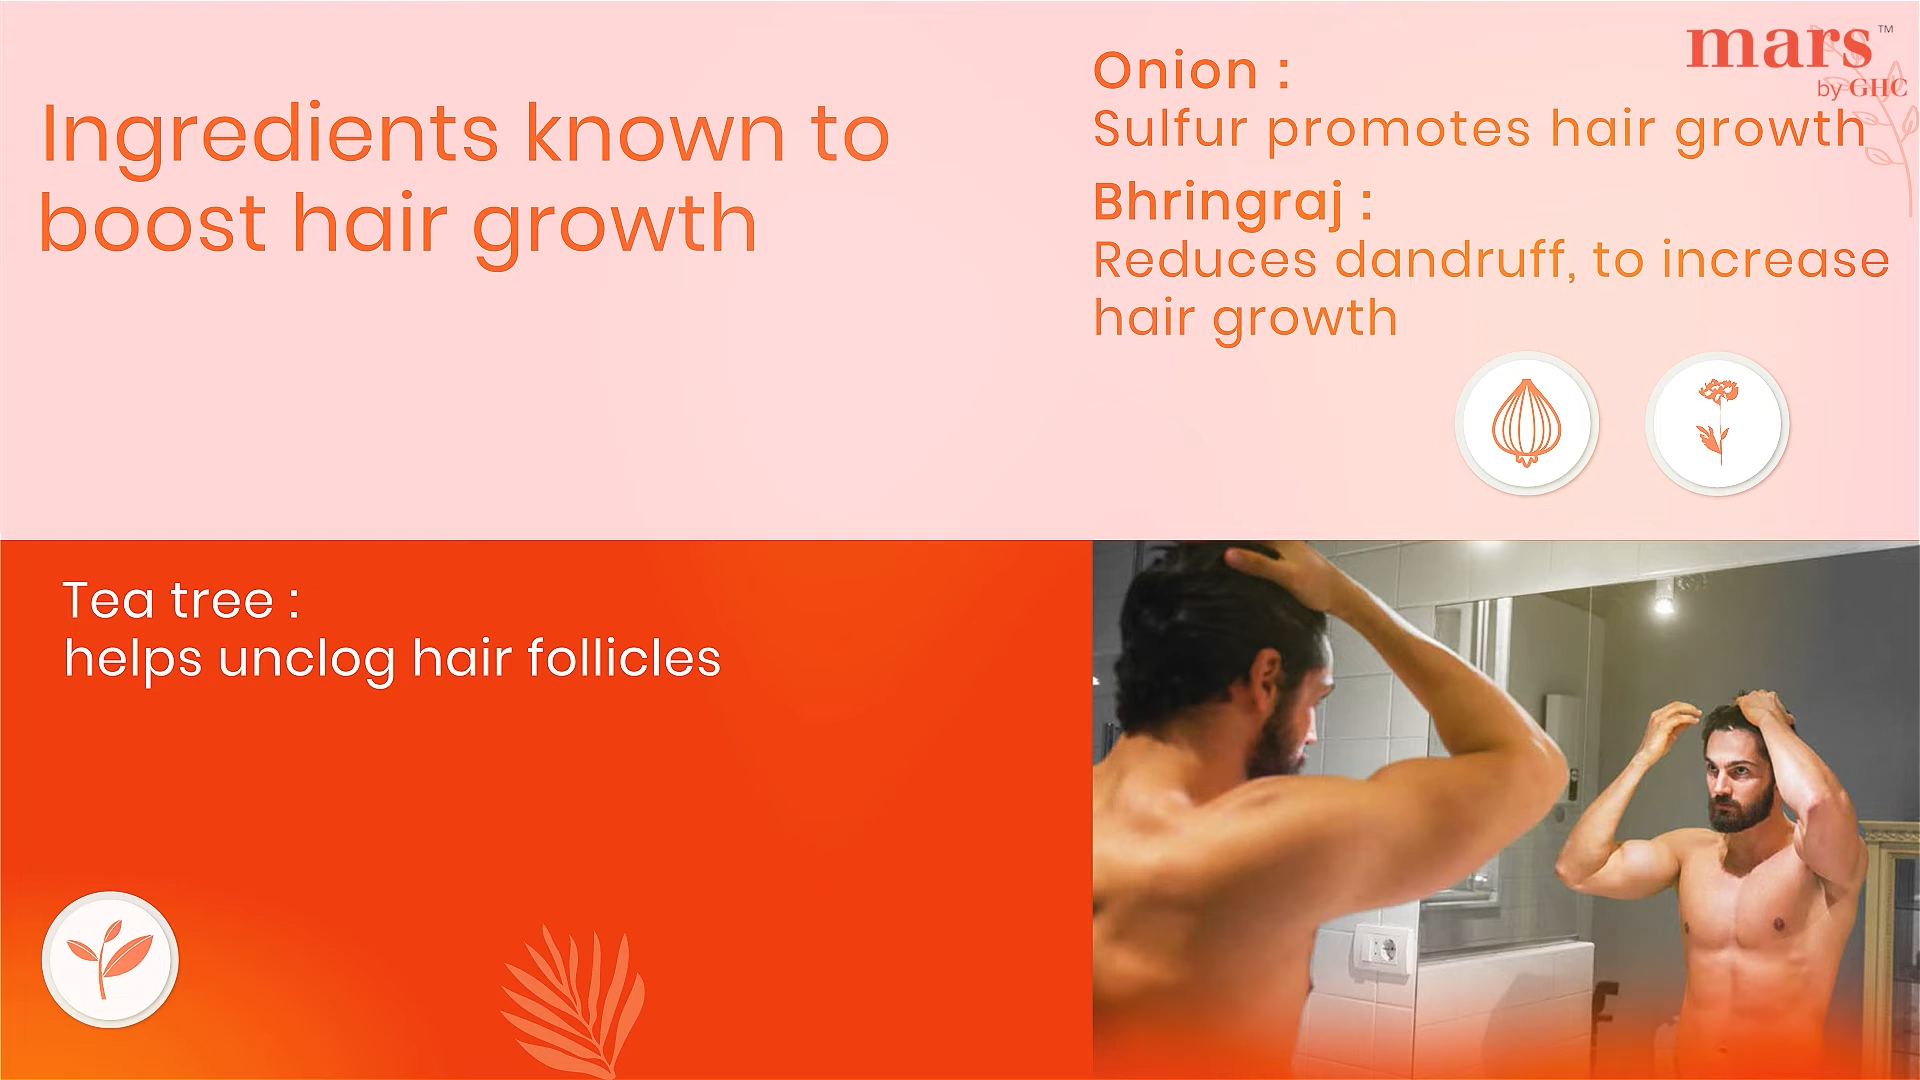 Ingredients known to
boost hair growth
mars™
by GHC
Onion :
Sulfur promotes hair growth
Bhringraj :
Reduces dandruff, to increase
hair growth
Tea tree :
helps unclog hair follicles